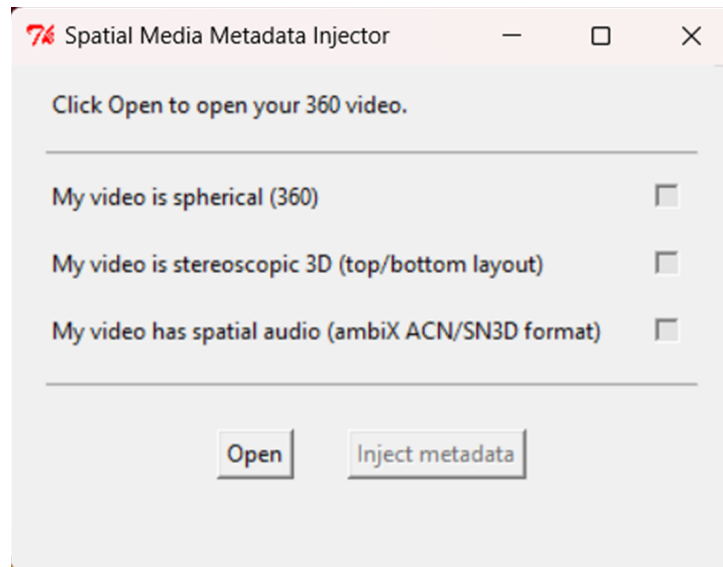 Spatial Media Metadata Injector
Click Open to open your 360 video.
My video is spherical (360)
My video is stereoscopic 3D (top/bottom layout)
My video has spatial audio (ambiX ACN/SN3D format)
Open Inject metadata